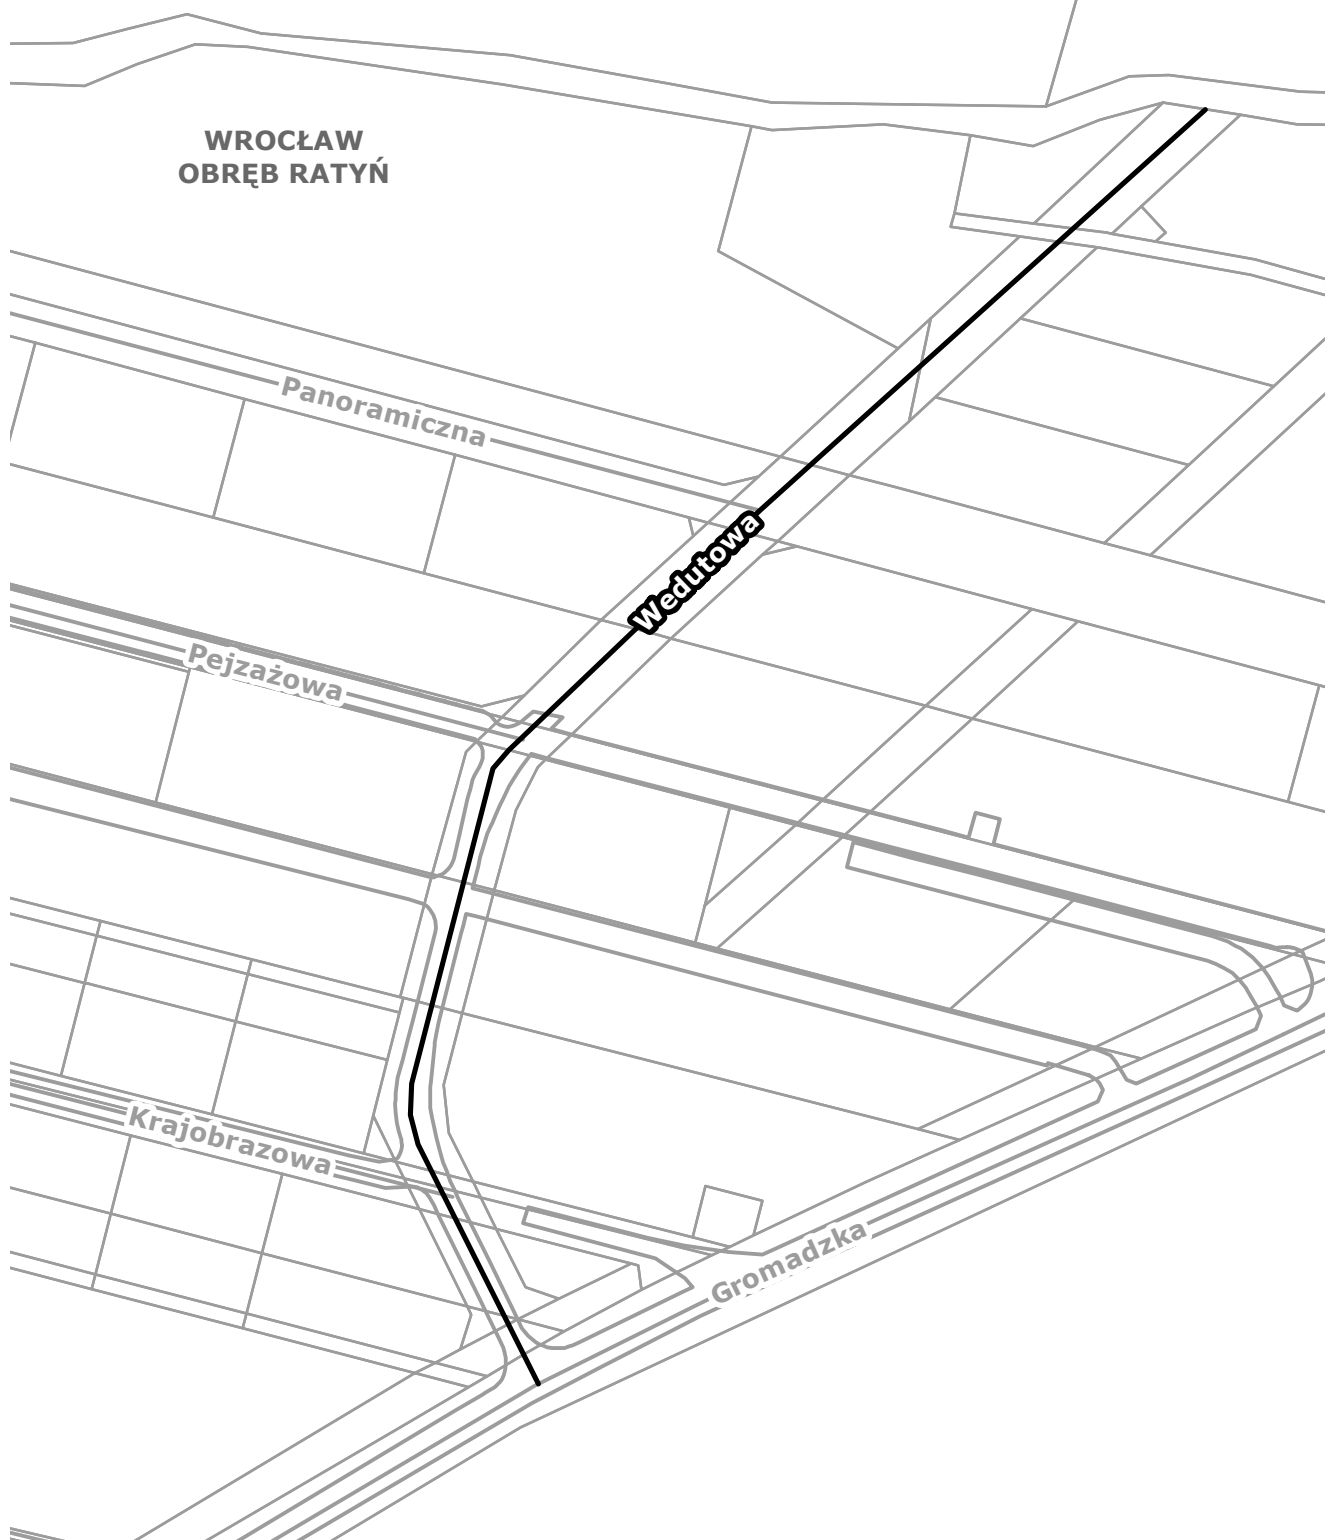 WROCŁAW
OBRĘB RATYŃ
Panoramiczna
Wedutowa
Pejzażowa
Krajobrazowa
Gromadzka